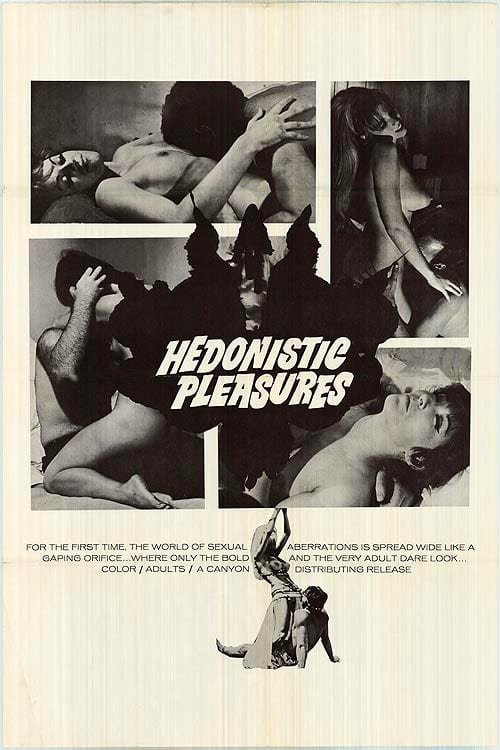 HEDONISTIC
PLEASURES
FOR THE FIRST TIME, THE WORLD OF SEXUAL ABERRATIONS IS SPREAD WIDE LIKE A
GAPING ORIFICE...WHERE ONLY THE BOLD AND THE VERY ADULT DARE LOOK...
COLOR / ADULTS / A CANYON DISTRIBUTING RELEASE